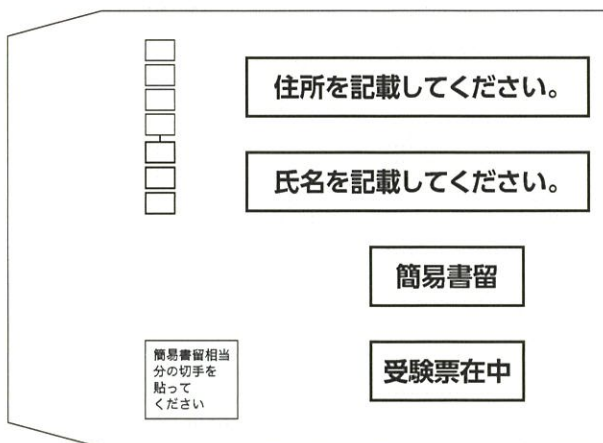 住所を記載してください。
氏名を記載してください。
簡易書留
受験票在中
簡易書留相当
分の切手を
貼って
ください